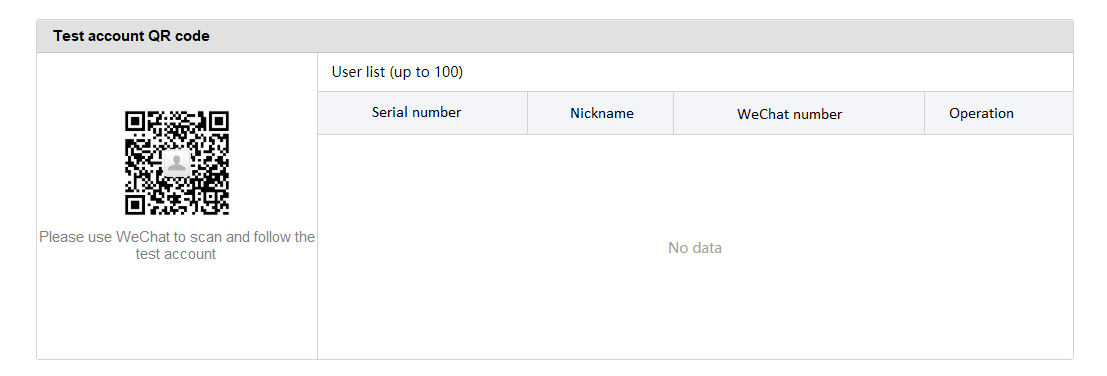 Test account QR code
User list (up to 100)
Serial number
Nickname
WeChat number
Operation
Please use WeChat to scan and follow the
test account
No data